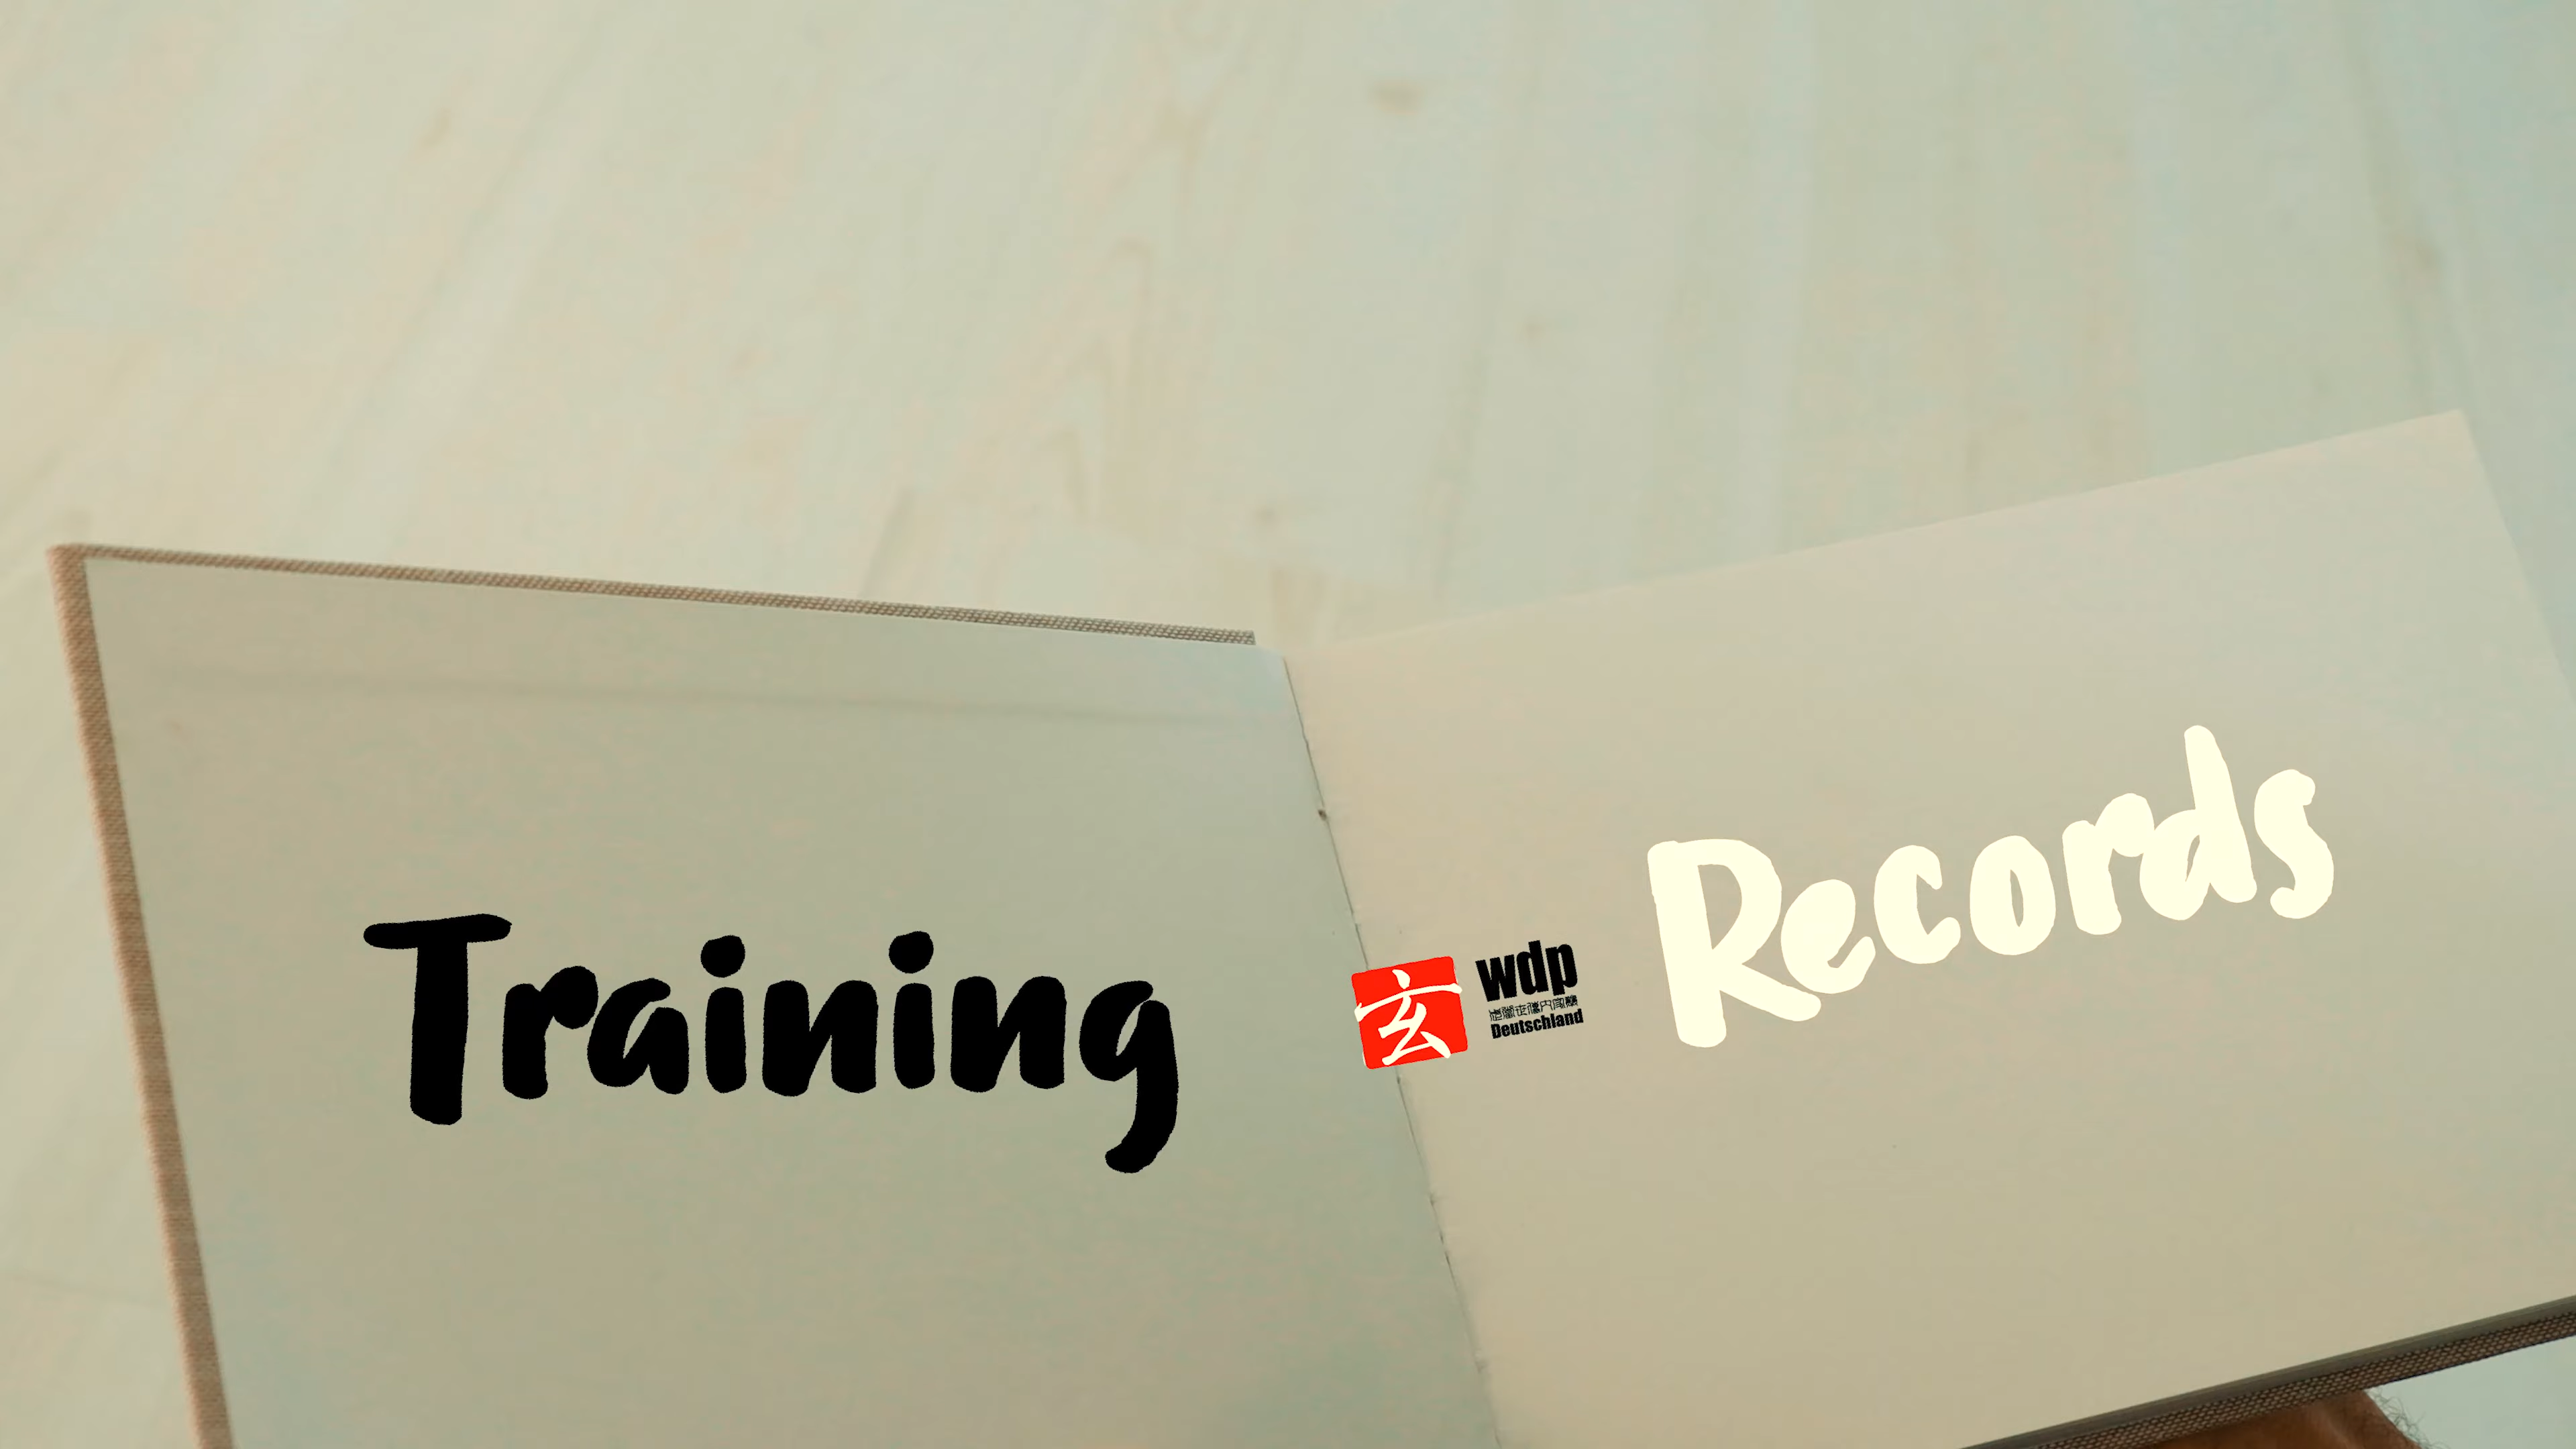 Training
玄
wdp
Deutschland
Records